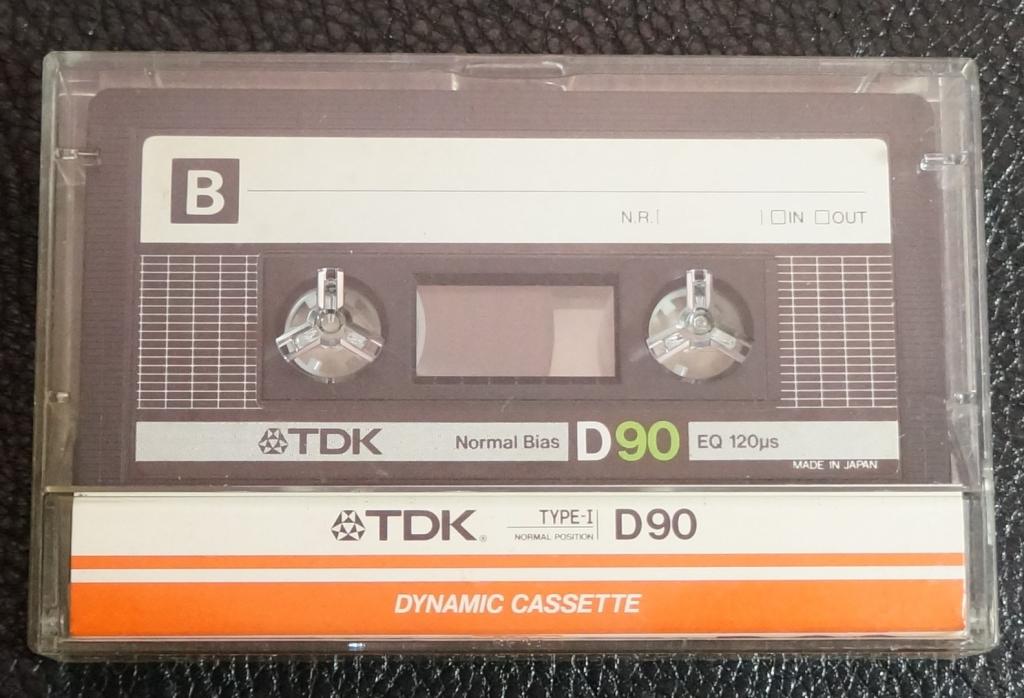 B
N.R.[ ] □IN □OUT
TDK Normal Bias D90 EQ 120µs
MADE IN JAPAN
TDK® TYPE-I D90
NORMAL POSITION
DYNAMIC CASSETTE